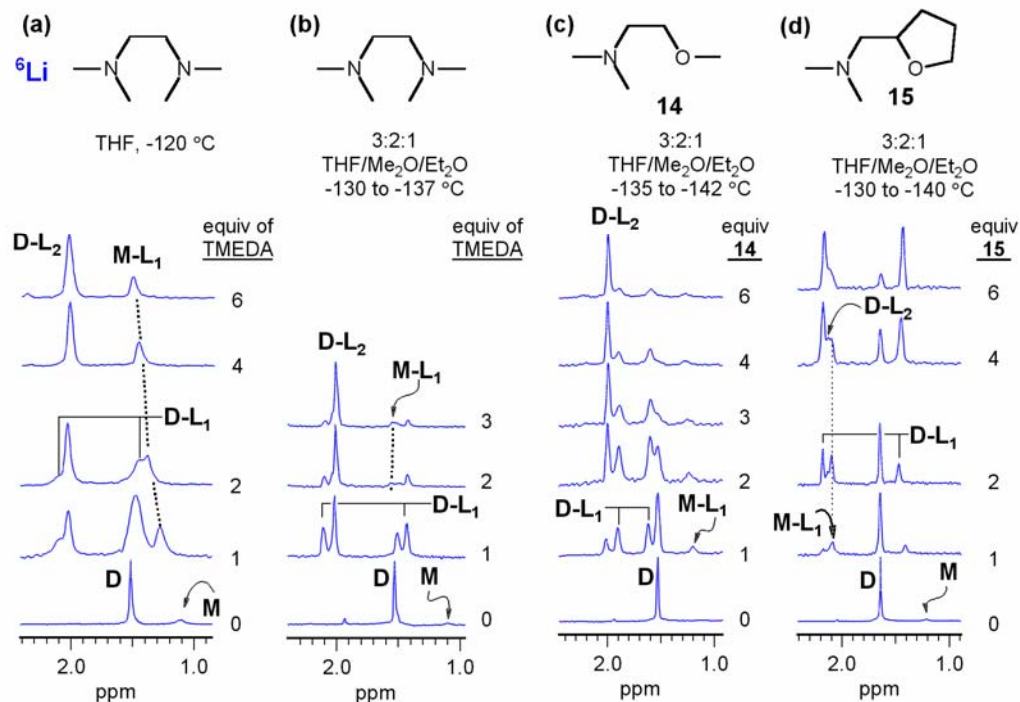 (a)
⁶Li
N
N
THF, -120 °C
equiv of
TMEDA
D-L₂
M-L₁
6
4
D-L₁
2
1
D
M
0
2.0
1.0
ppm
(b)
N
N
3:2:1
THF/Me₂O/Et₂O
-130 to -137 °C
equiv of
TMEDA
D-L₂
M-L₁
3
2
D-L₁
1
D
M
0
2.0
1.0
ppm
(c)
N
O
14
3:2:1
THF/Me₂O/Et₂O
-135 to -142 °C
D-L₂
equiv
14
6
4
3
2
D-L₁
M-L₁
1
D
0
2.0
1.0
ppm
(d)
N
O
15
3:2:1
THF/Me₂O/Et₂O
-130 to -140 °C
equiv
15
6
D-L₂
4
D-L₁
2
M-L₁
1
D
M
0
2.0
1.0
ppm